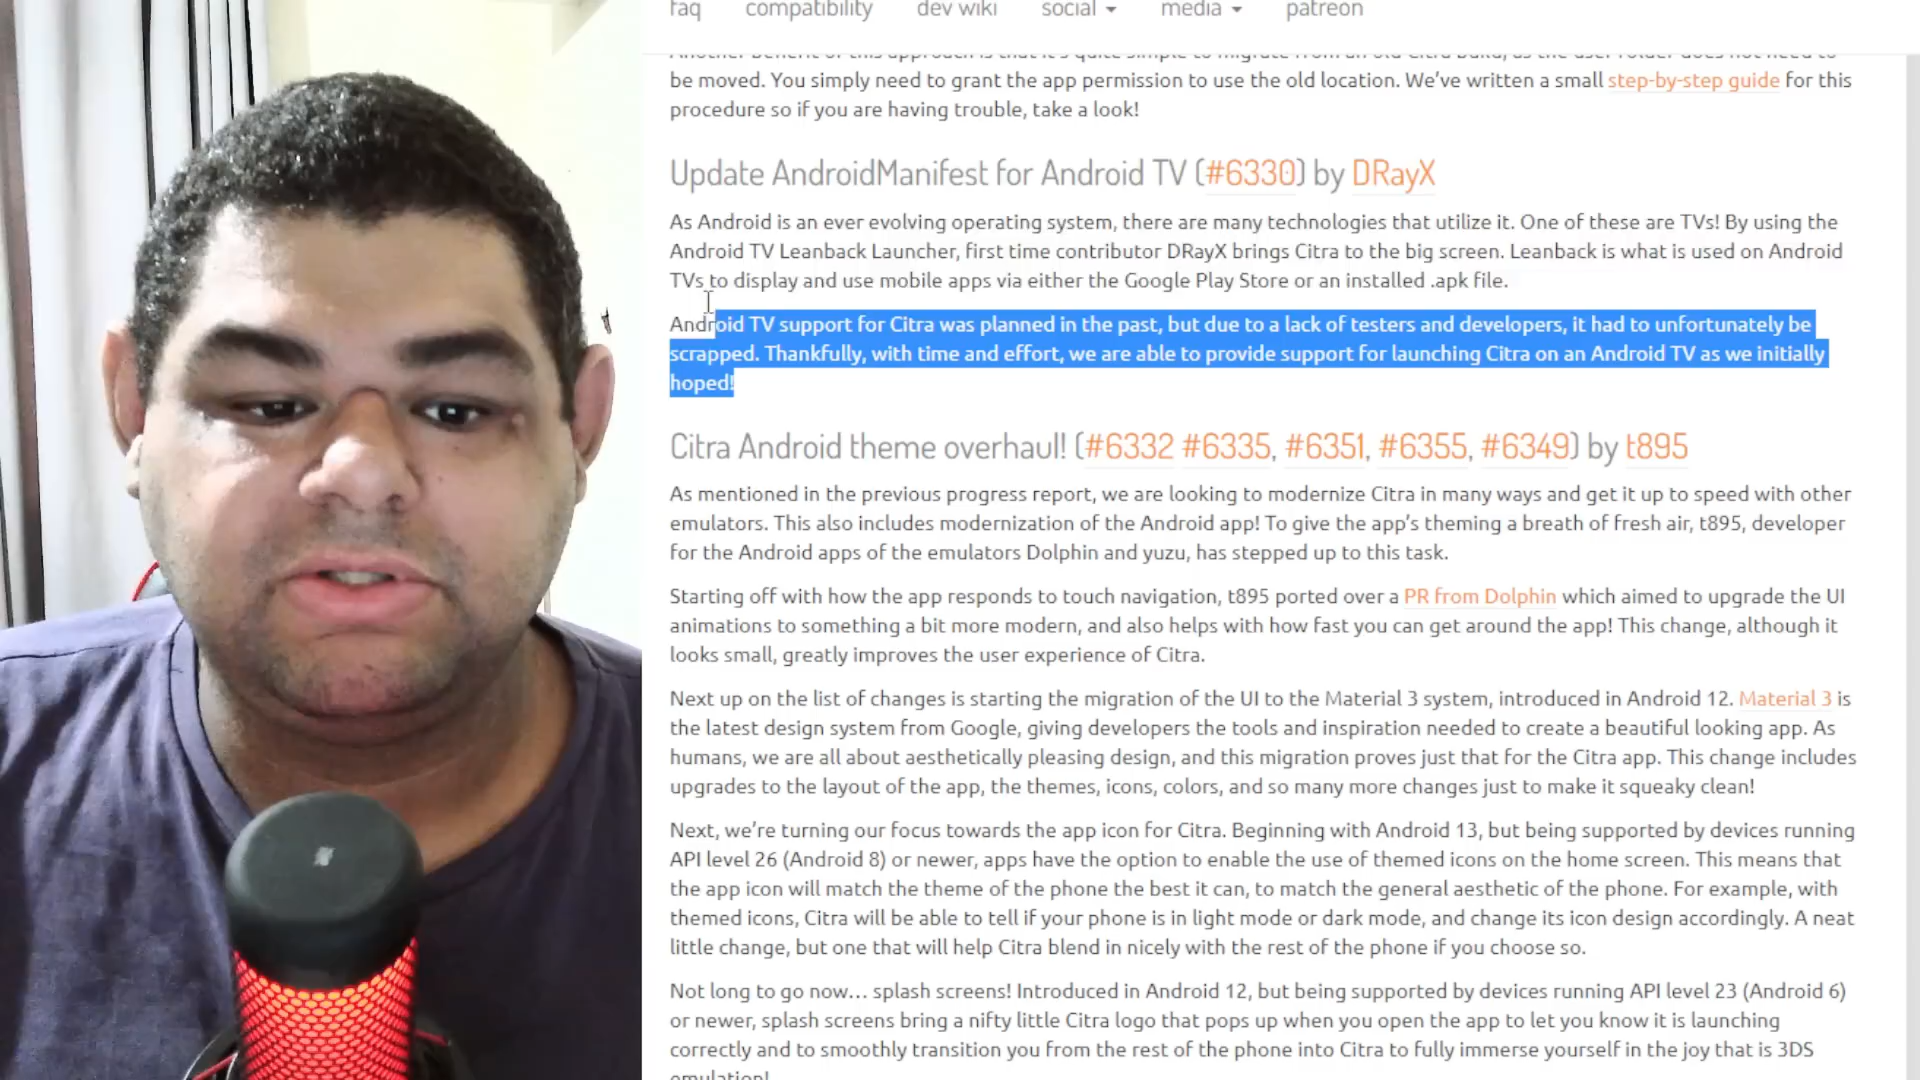 faq compatibility dev wiki social media patreon
Another benefit of this approach is that it's quite simple to migrate from an old Citra build, as the user folder does not need to
be moved. You simply need to grant the app permission to use the old location. We've written a small step-by-step guide for this
procedure so if you are having trouble, take a look!
Update AndroidManifest for Android TV (#6330) by DRayX
As Android is an ever evolving operating system, there are many technologies that utilize it. One of these are TVs! By using the
Android TV Leanback Launcher, first time contributor DRayX brings Citra to the big screen. Leanback is what is used on Android
TVs to display and use mobile apps via either the Google Play Store or an installed .apk file.
Android TV support for Citra was planned in the past, but due to a lack of testers and developers, it had to unfortunately be
scrapped. Thankfully, with time and effort, we are able to provide support for launching Citra on an Android TV as we initially
hoped!
Citra Android theme overhaul! (#6332 #6335, #6351, #6355, #6349) by t895
As mentioned in the previous progress report, we are looking to modernize Citra in many ways and get it up to speed with other
emulators. This also includes modernization of the Android app! To give the app's theming a breath of fresh air, t895, developer
for the Android apps of the emulators Dolphin and yuzu, has stepped up to this task.
Starting off with how the app responds to touch navigation, t895 ported over a PR from Dolphin which aimed to upgrade the UI
animations to something a bit more modern, and also helps with how fast you can get around the app! This change, although it
looks small, greatly improves the user experience of Citra.
Next up on the list of changes is starting the migration of the UI to the Material 3 system, introduced in Android 12. Material 3 is
the latest design system from Google, giving developers the tools and inspiration needed to create a beautiful looking app. As
humans, we are all about aesthetically pleasing design, and this migration proves just that for the Citra app. This change includes
upgrades to the layout of the app, the themes, icons, colors, and so many more changes just to make it squeaky clean!
Next, we're turning our focus towards the app icon for Citra. Beginning with Android 13, but being supported by devices running
API level 26 (Android 8) or newer, apps have the option to enable the use of themed icons on the home screen. This means that
the app icon will match the theme of the phone the best it can, to match the general aesthetic of the phone. For example, with
themed icons, Citra will be able to tell if your phone is in light mode or dark mode, and change its icon design accordingly. A neat
little change, but one that will help Citra blend in nicely with the rest of the phone if you choose so.
Not long to go now... splash screens! Introduced in Android 12, but being supported by devices running API level 23 (Android 6)
or newer, splash screens bring a nifty little Citra logo that pops up when you open the app to let you know it is launching
correctly and to smoothly transition you from the rest of the phone into Citra to fully immerse yourself in the joy that is 3DS
emulation!